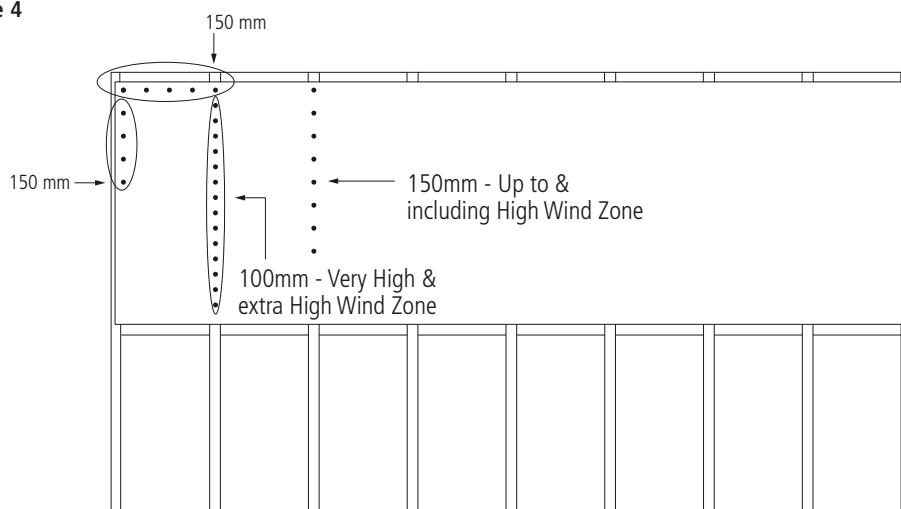 e 4
150 mm
150 mm
150mm - Up to &
including High Wind Zone
100mm - Very High &
extra High Wind Zone